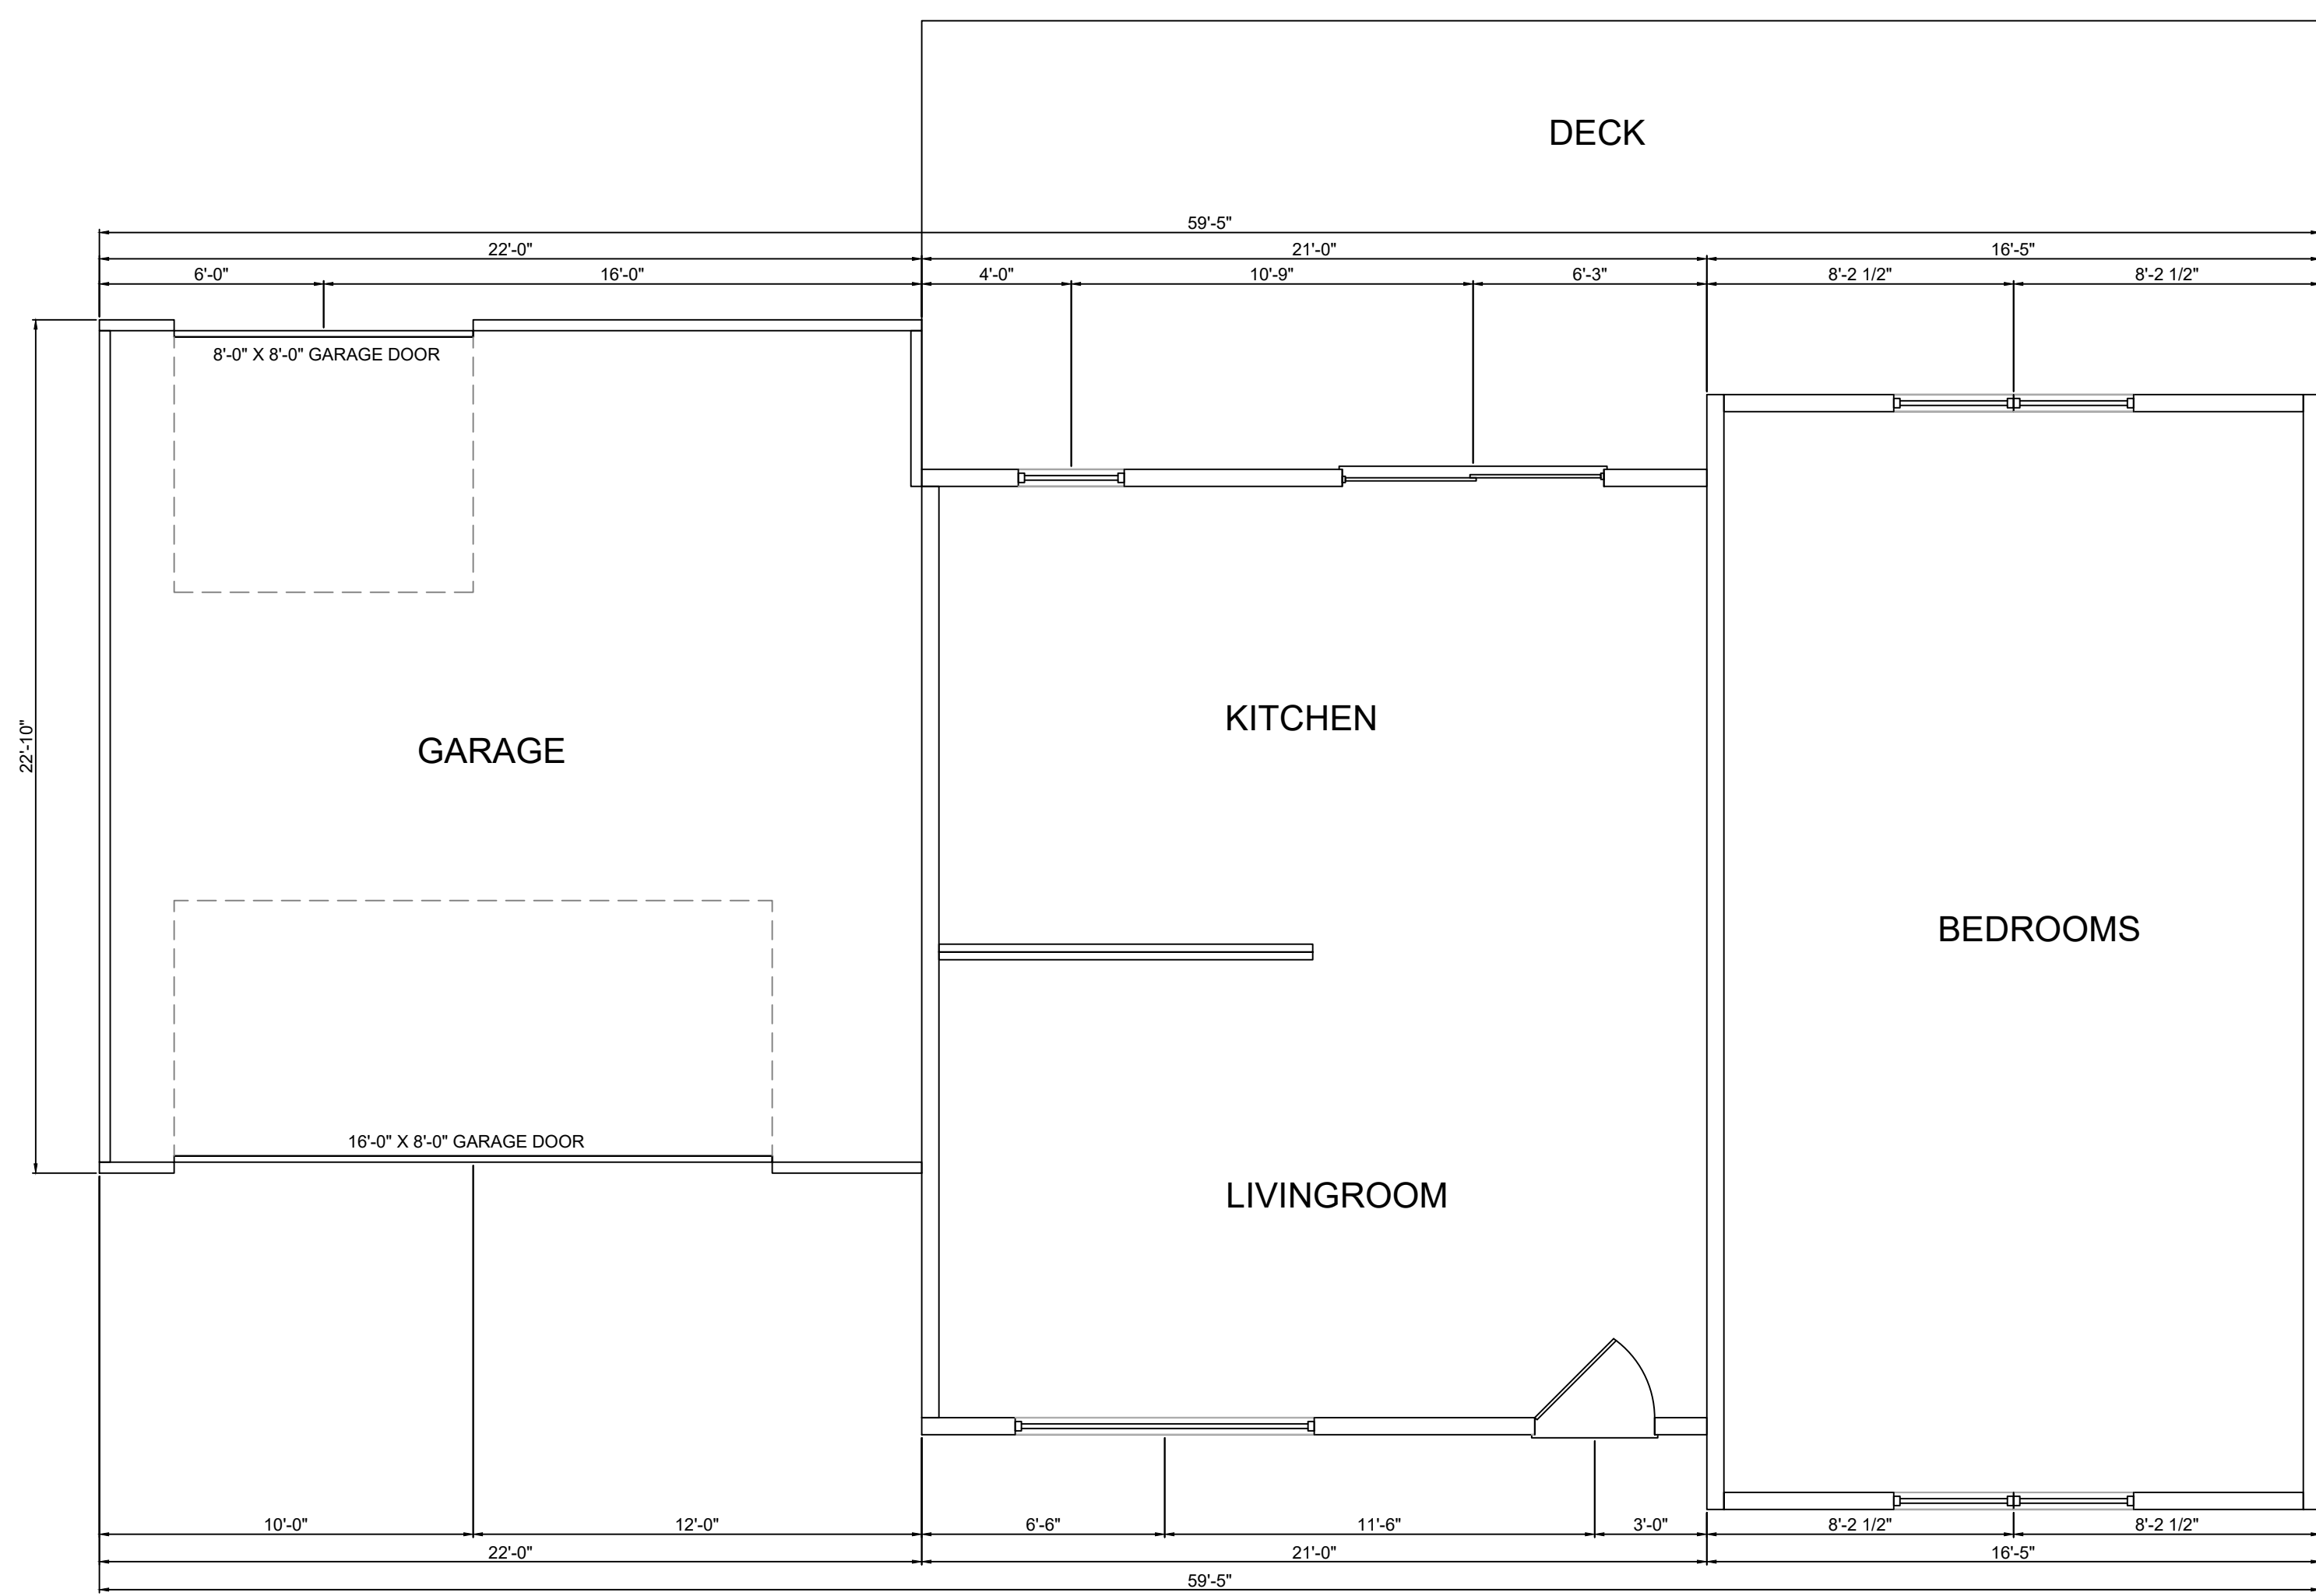 DECK
59'-5"
22'-0" 21'-0" 16'-5"
6'-0" 16'-0" 4'-0" 10'-9" 6'-3" 8'-2 1/2" 8'-2 1/2"
8'-0" X 8'-0" GARAGE DOOR
22'-10"
KITCHEN
GARAGE
BEDROOMS
16'-0" X 8'-0" GARAGE DOOR
LIVINGROOM
10'-0" 12'-0" 6'-6" 11'-6" 3'-0" 8'-2 1/2" 8'-2 1/2"
22'-0" 21'-0" 16'-5"
59'-5"